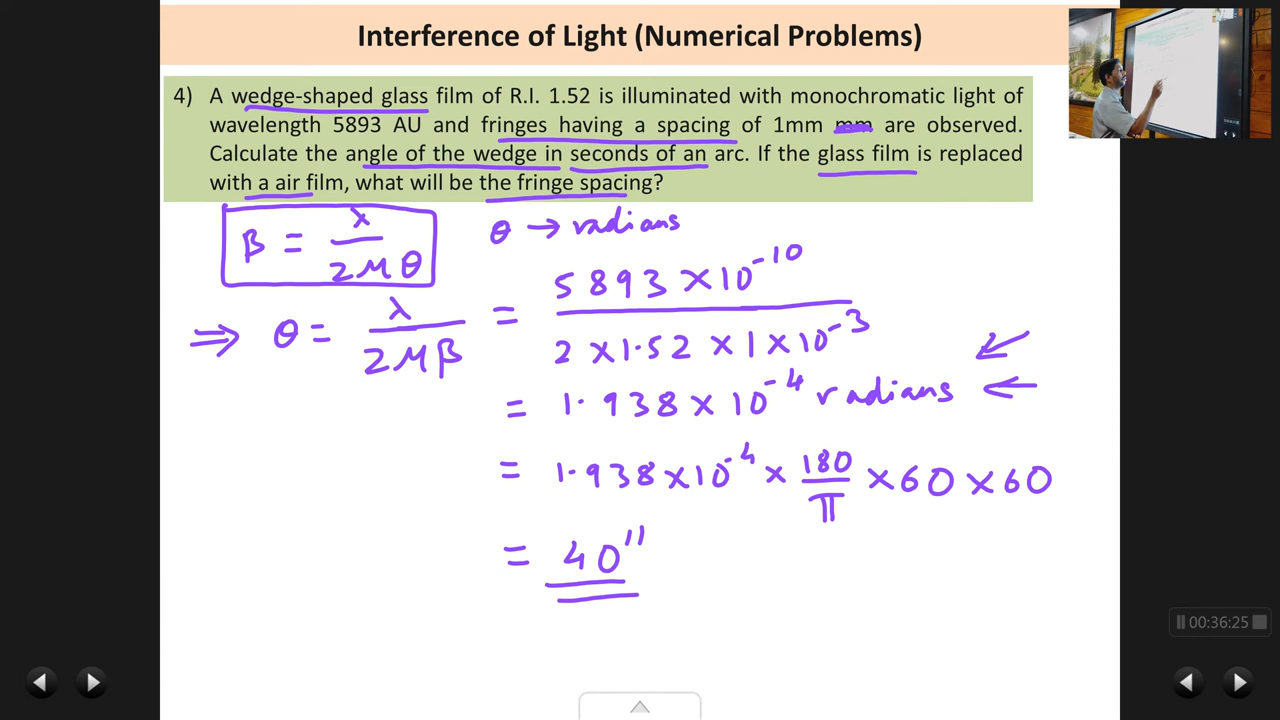 Interference of Light (Numerical Problems)
4) A wedge-shaped glass film of R.I. 1.52 is illuminated with monochromatic light of
wavelength 5893 AU and fringes having a spacing of 1mm mm are observed.
Calculate the angle of the wedge in seconds of an arc. If the glass film is replaced
with a air film, what will be the fringe spacing?
β = λ / 2μθ
θ → radians
⇒ θ = λ / 2μβ = 5893 × 10⁻¹⁰ / 2 × 1.52 × 1 × 10⁻³
= 1.938 × 10⁻⁴ radians
= 1.938 × 10⁻⁴ × 180/π × 60 × 60
= 40"
00:36:25